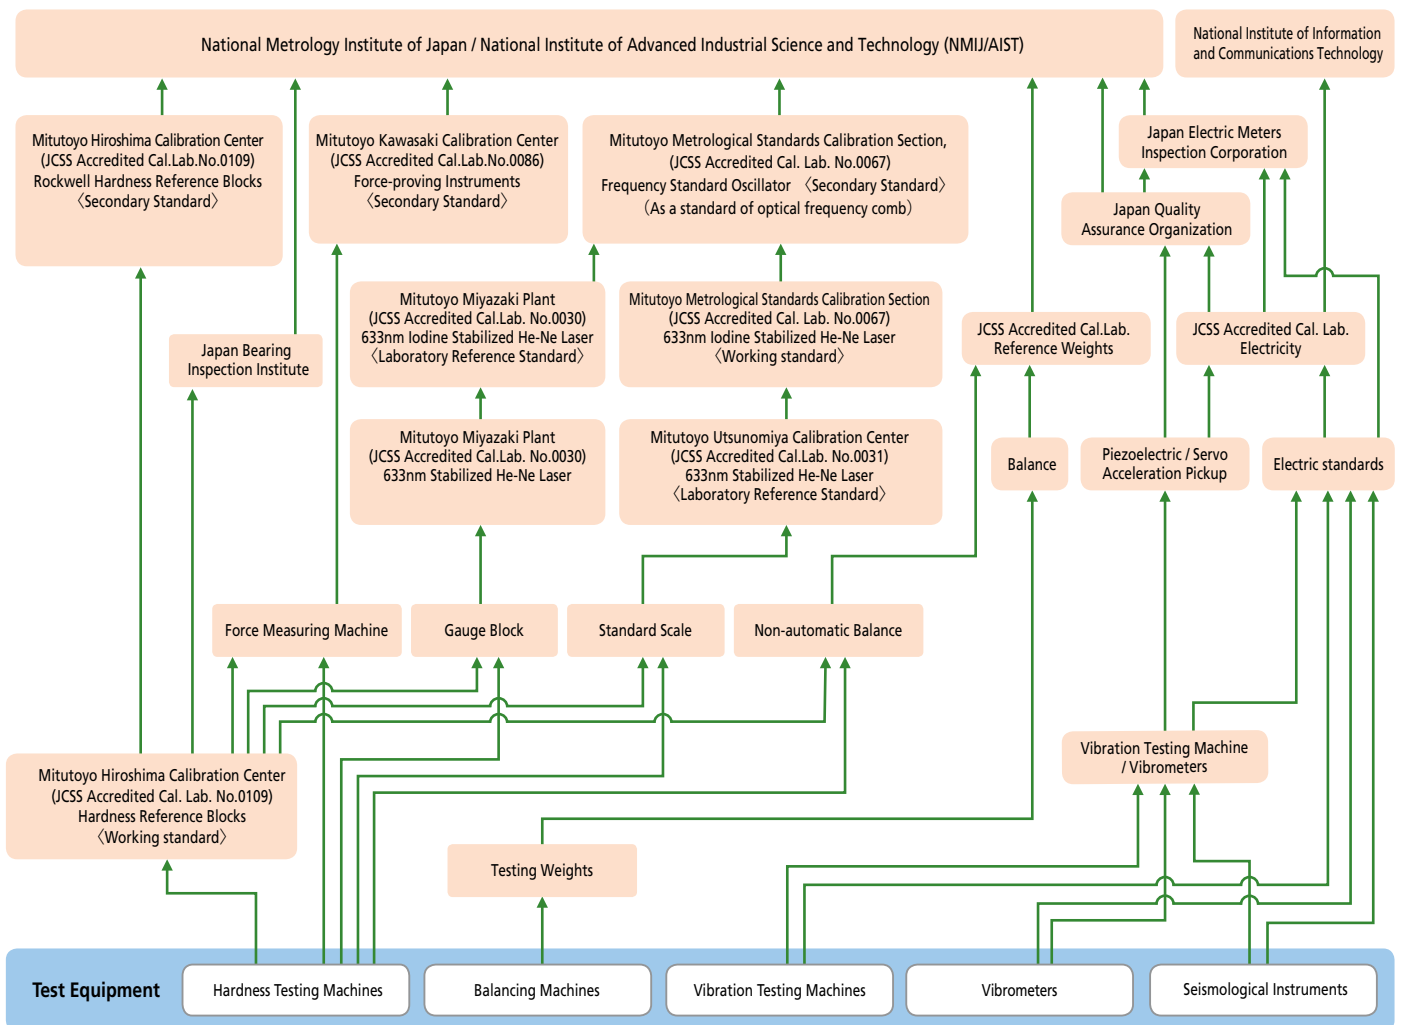 National Metrology Institute of Japan / National Institute of Advanced Industrial Science and Technology (NMIJ/AIST)
National Institute of Information
and Communications Technology
Mitutoyo Hiroshima Calibration Center
(JCSS Accredited Cal.Lab.No.0109)
Rockwell Hardness Reference Blocks
〈Secondary Standard〉
Mitutoyo Kawasaki Calibration Center
(JCSS Accredited Cal.Lab.No.0086)
Force-proving Instruments
〈Secondary Standard〉
Mitutoyo Metrological Standards Calibration Section,
(JCSS Accredited Cal. Lab. No.0067)
Frequency Standard Oscillator 〈Secondary Standard〉
(As a standard of optical frequency comb)
Japan Electric Meters
Inspection Corporation
Japan Quality
Assurance Organization
Mitutoyo Miyazaki Plant
(JCSS Accredited Cal.Lab. No.0030)
633nm Iodine Stabilized He-Ne Laser
〈Laboratory Reference Standard〉
Mitutoyo Metrological Standards Calibration Section
(JCSS Accredited Cal. Lab. No.0067)
633nm Iodine Stabilized He-Ne Laser
〈Working standard〉
JCSS Accredited Cal.Lab.
Reference Weights
JCSS Accredited Cal. Lab.
Electricity
Japan Bearing
Inspection Institute
Mitutoyo Miyazaki Plant
(JCSS Accredited Cal.Lab. No.0030)
633nm Stabilized He-Ne Laser
Mitutoyo Utsunomiya Calibration Center
(JCSS Accredited Cal.Lab. No.0031)
633nm Stabilized He-Ne Laser
〈Laboratory Reference Standard〉
Balance
Piezoelectric / Servo
Acceleration Pickup
Electric standards
Force Measuring Machine
Gauge Block
Standard Scale
Non-automatic Balance
Mitutoyo Hiroshima Calibration Center
(JCSS Accredited Cal. Lab. No.0109)
Hardness Reference Blocks
〈Working standard〉
Vibration Testing Machine
/ Vibrometers
Testing Weights
Test Equipment
Hardness Testing Machines
Balancing Machines
Vibration Testing Machines
Vibrometers
Seismological Instruments